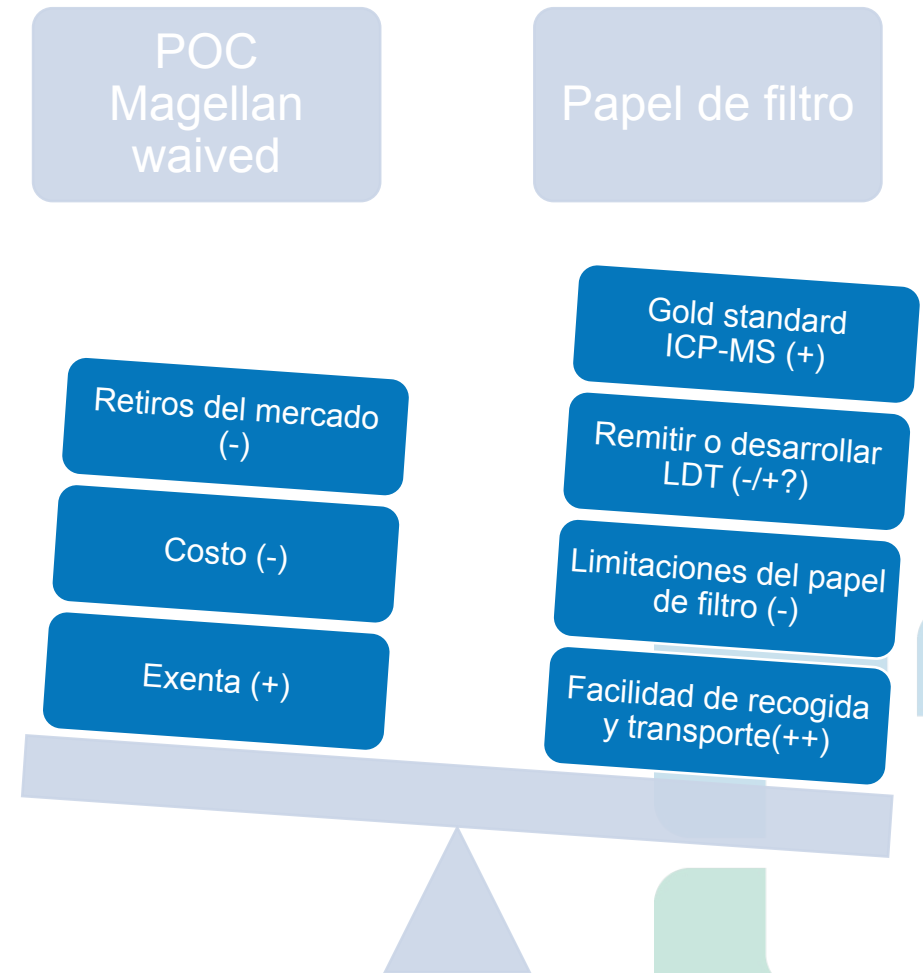 POC
Magellan
waived
Papel de filtro
Retiros del mercado
(-)
Costo (-)
Exenta (+)
Gold standard
ICP-MS (+)
Remitir o desarrollar
LDT (-/+?)
Limitaciones del papel
de filtro (-)
Facilidad de recogida
y transporte(++)